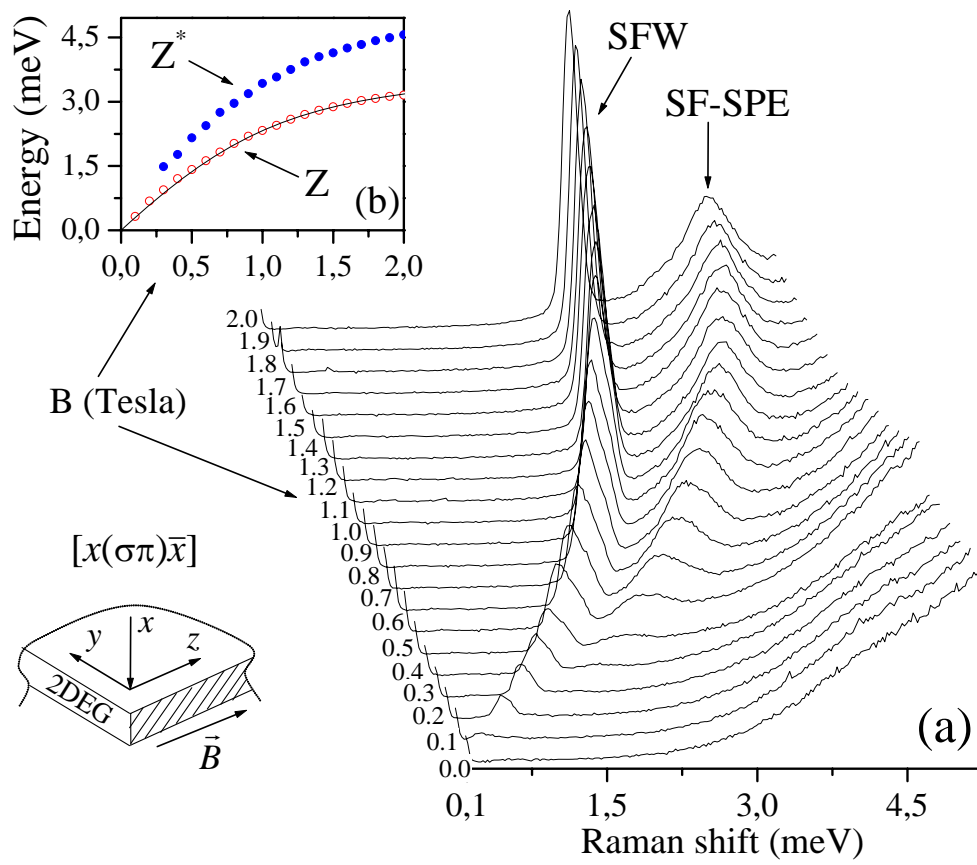 4,5
3,0
1,5
0,0
Energy (meV)
Z*
Z
(b)
0,0 0,5 1,0 1,5 2,0
SFW
SF-SPE
B (Tesla)
2.0
1.9
1.8
1.7
1.6
1.5
1.4
1.3
1.2
1.1
1.0
0.9
0.8
0.7
0.6
0.5
0.4
0.3
0.2
0.1
0.0
[x(σπ)x̄]
x
y
z
2DEG
B⃗
(a)
0,1 1,5 3,0 4,5
Raman shift (meV)